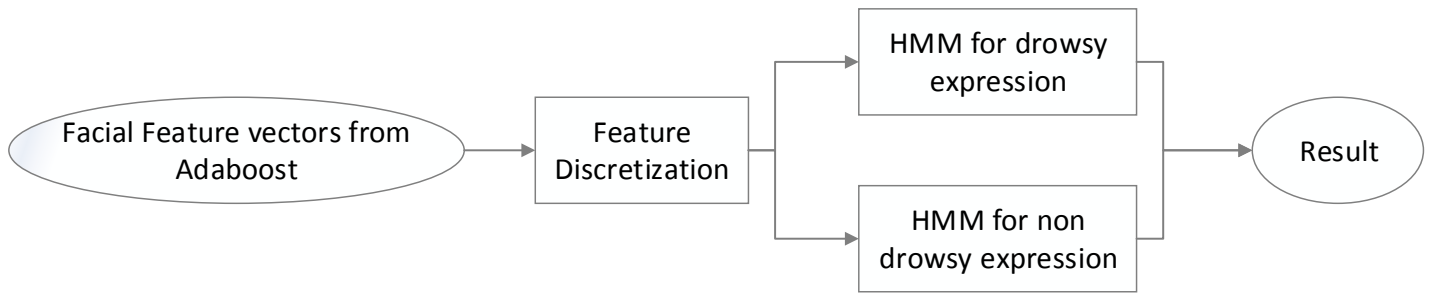 Facial Feature vectors from
Adaboost
Feature
Discretization
HMM for drowsy
expression
HMM for non
drowsy expression
Result